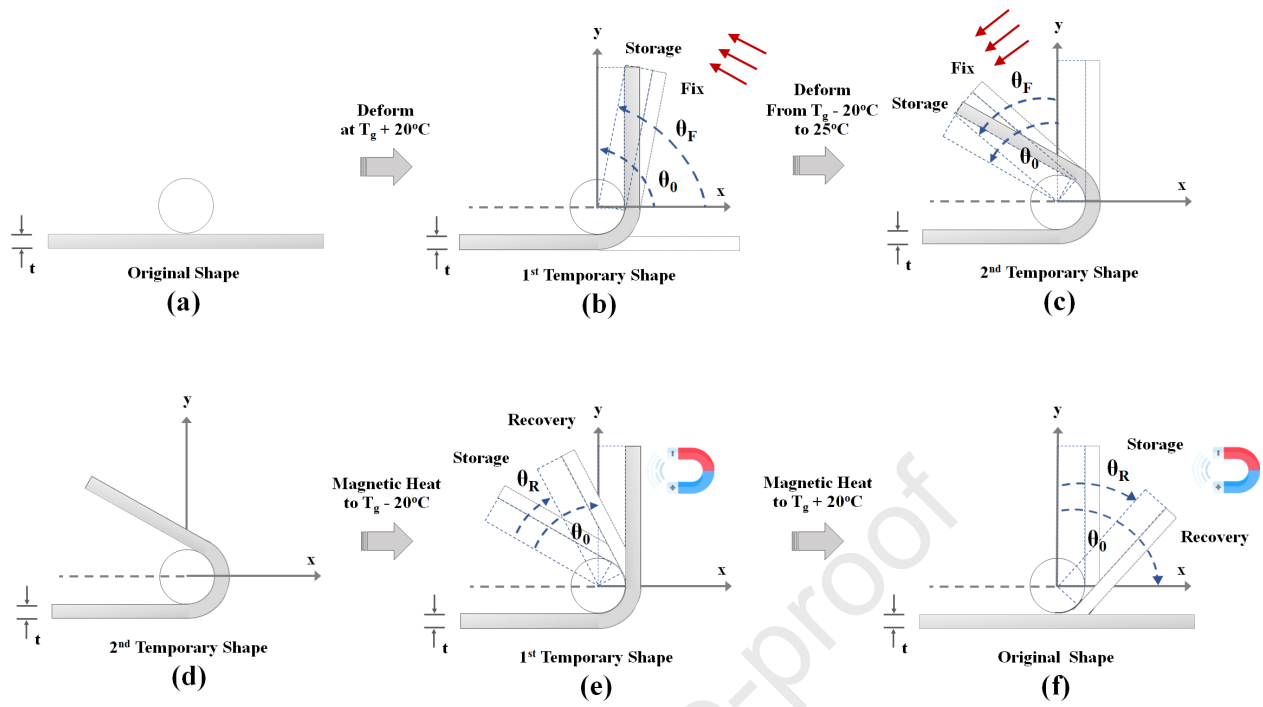 y
Storage
Fix
θF
θ0
x
Deform
at Tg + 20°C
Deform
From Tg - 20°C
to 25°C
y
Fix
Storage
θF
θ0
x
t
Original Shape
(a)
t
1st Temporary Shape
(b)
t
2nd Temporary Shape
(c)
y
x
t
2nd Temporary Shape
(d)
Magnetic Heat
to Tg - 20°C
Recovery
y
Storage
θR
θ0
x
t
1st Temporary Shape
(e)
Magnetic Heat
to Tg + 20°C
y
Storage
θR
θ0
Recovery
x
t
Original Shape
(f)
-proof